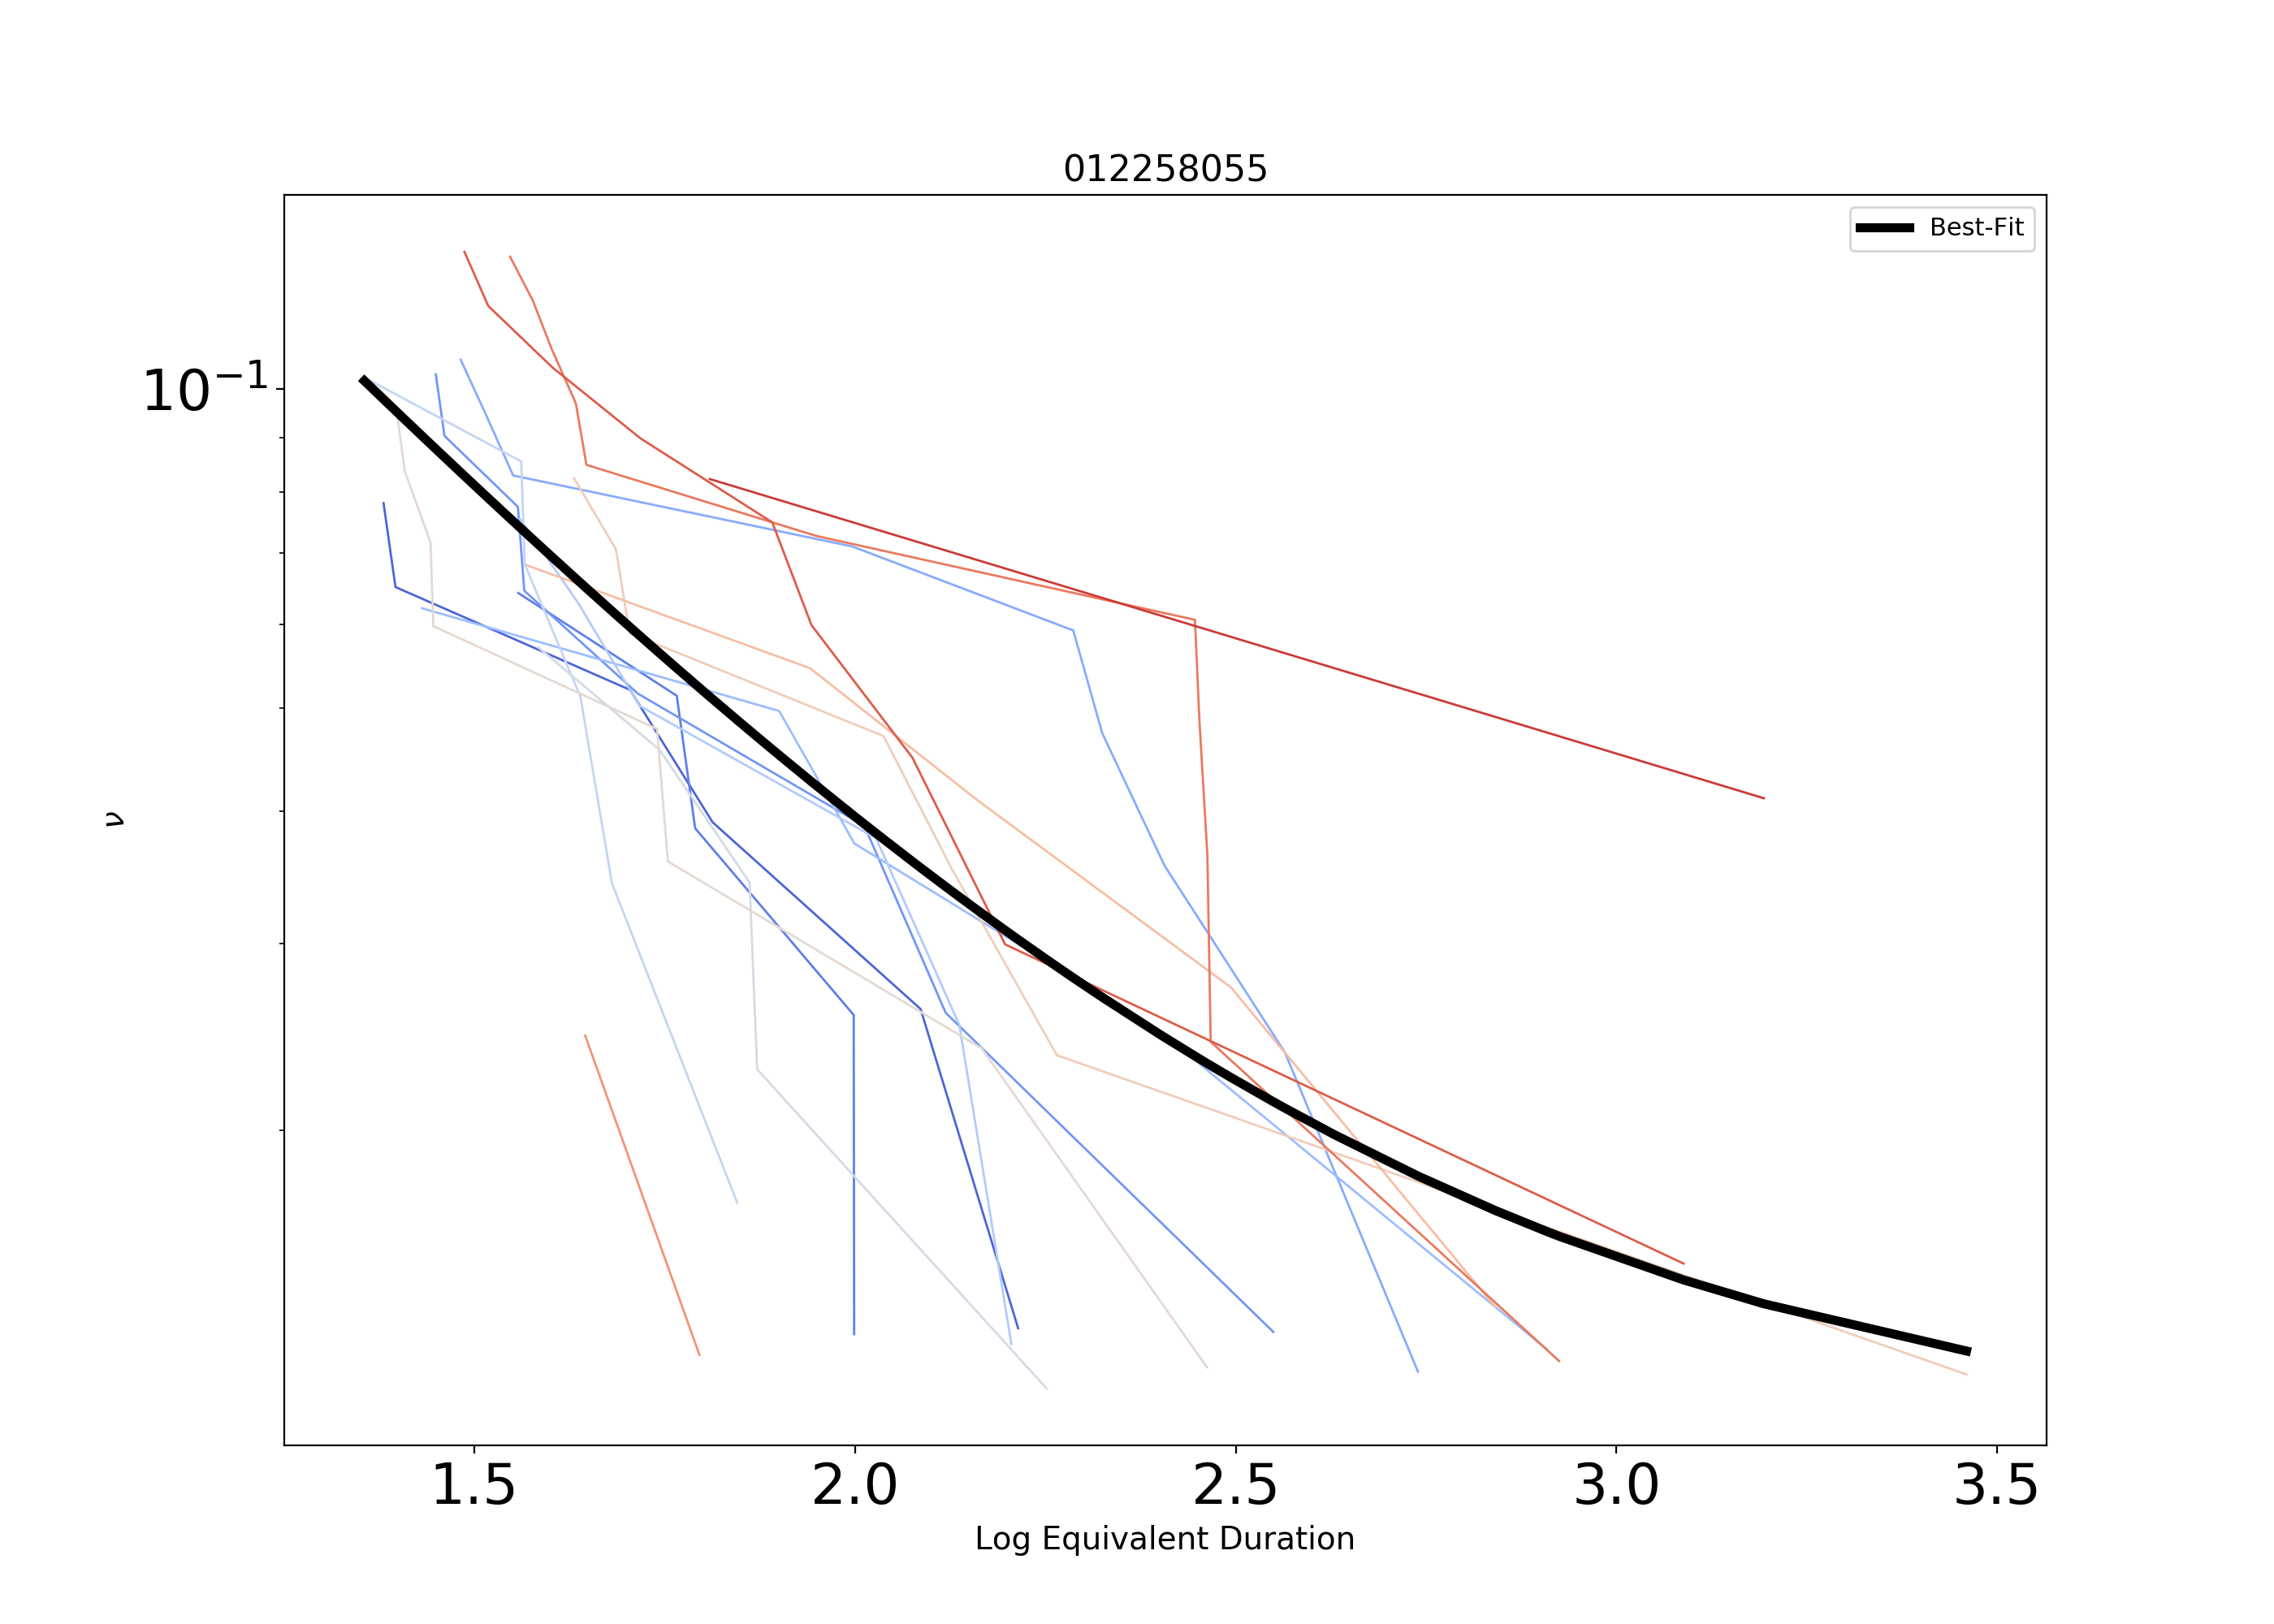 012258055
Best-Fit
10⁻¹
ν
1.5 2.0 2.5 3.0 3.5
Log Equivalent Duration